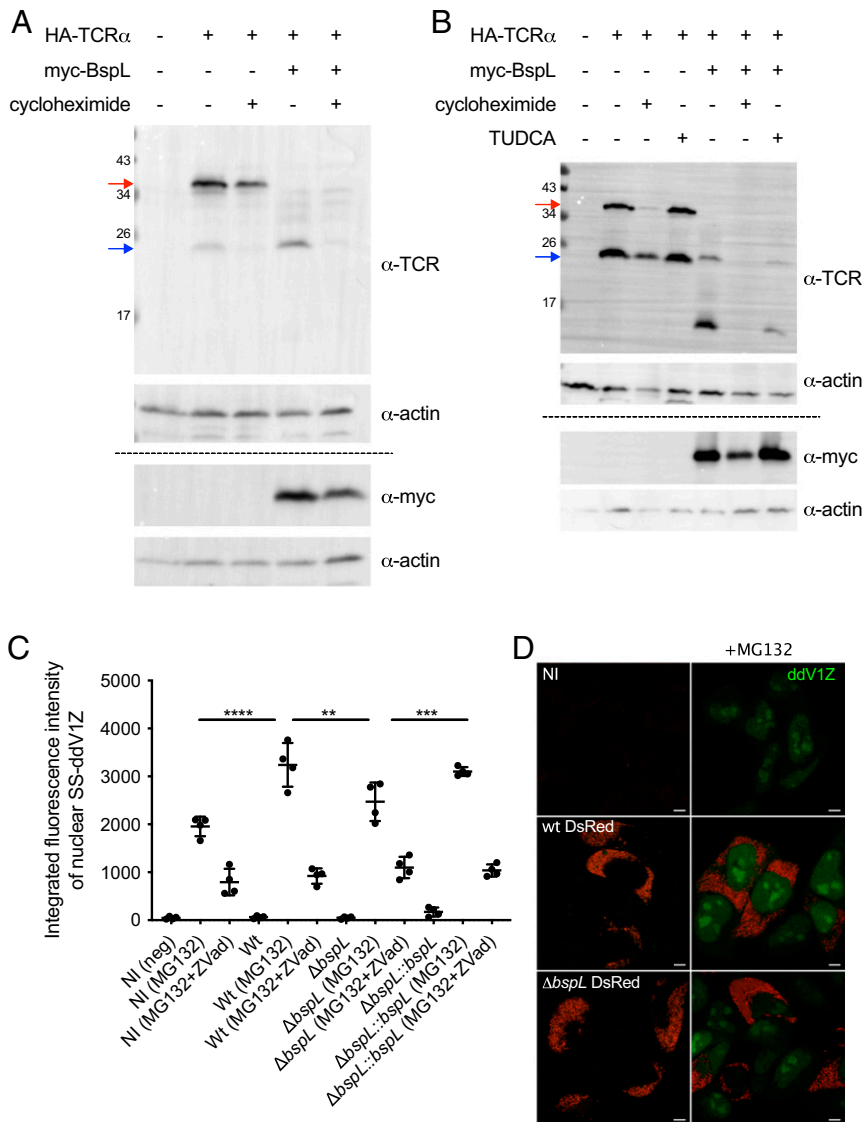 A
HA-TCRα - + + + +
myc-BspL - - - + +
cycloheximide - - + - +
43
34
26
17
α-TCR
α-actin
α-myc
α-actin
B
HA-TCRα - + + + + + +
myc-BspL - - - - + + +
cycloheximide - - + - - + -
TUDCA - - - + - - +
43
34
26
17
α-TCR
α-actin
α-myc
α-actin
C
Integrated fluorescence intensity
of nuclear SS-ddV1Z
5000
4000
3000
2000
1000
0
**** ** ***
NI (neg)
NI (MG132)
NI (MG132+ZVad)
Wt
Wt (MG132)
Wt (MG132+ZVad)
ΔbspL
ΔbspL (MG132)
ΔbspL (MG132+ZVad)
ΔbspL::bspL
ΔbspL::bspL (MG132)
ΔbspL::bspL (MG132+ZVad)
D
+MG132
NI
ddV1Z
wt DsRed
ΔbspL DsRed